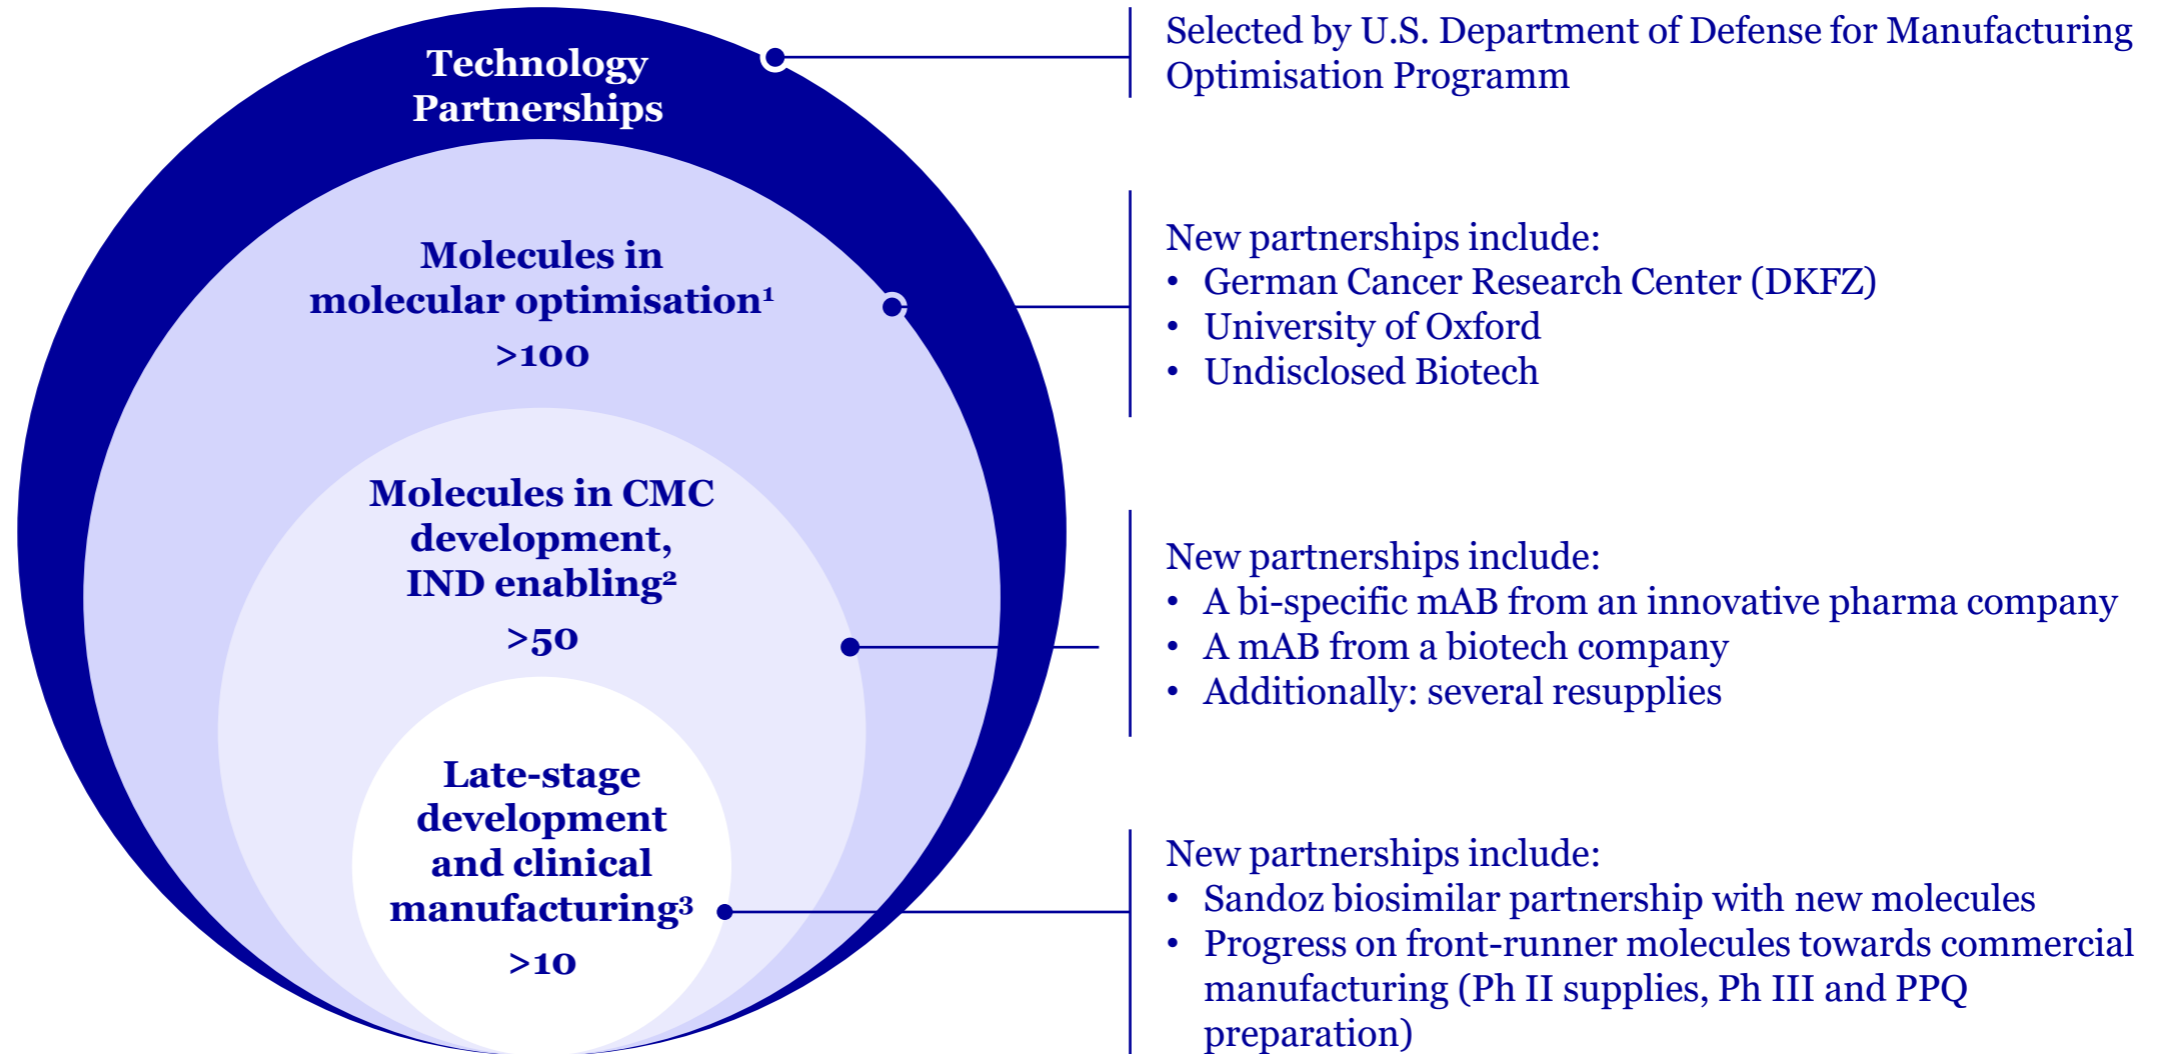 Technology
Partnerships
Selected by U.S. Department of Defense for Manufacturing
Optimisation Programm
Molecules in
molecular optimisation¹
>100
New partnerships include:
• German Cancer Research Center (DKFZ)
• University of Oxford
• Undisclosed Biotech
Molecules in CMC
development,
IND enabling²
>50
New partnerships include:
• A bi-specific mAB from an innovative pharma company
• A mAB from a biotech company
• Additionally: several resupplies
Late-stage
development
and clinical
manufacturing³
>10
New partnerships include:
• Sandoz biosimilar partnership with new molecules
• Progress on front-runner molecules towards commercial
manufacturing (Ph II supplies, Ph III and PPQ
preparation)